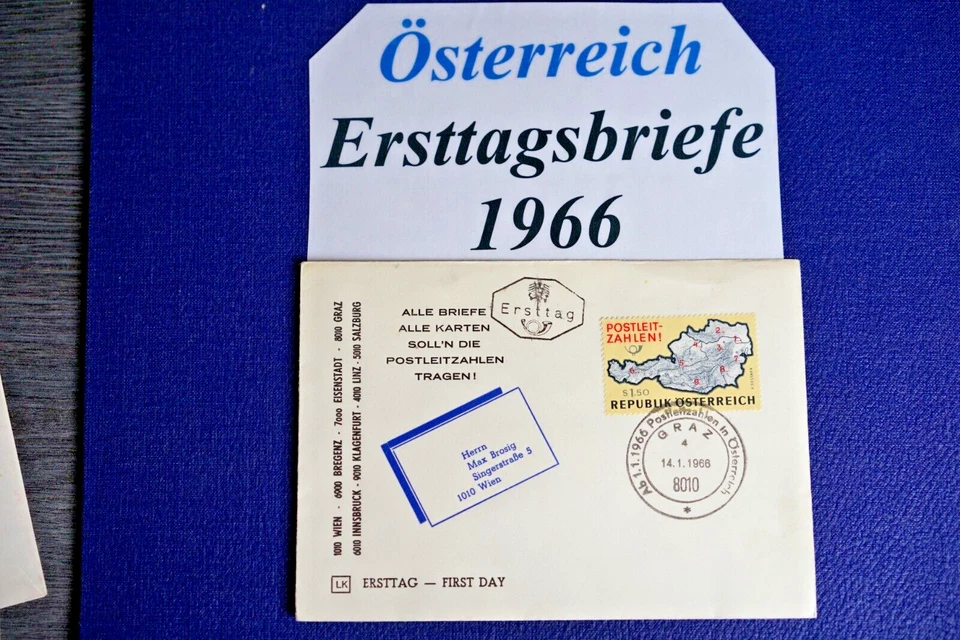 Österreich
Ersttagsbriefe
1966
1010 WIEN · 6900 BREGENZ · 7000 EISENSTADT · 8010 GRAZ
6010 INNSBRUCK · 9010 KLAGENFURT · 4010 LINZ · 5010 SALZBURG
ALLE BRIEFE
ALLE KARTEN
SOLL'N DIE
POSTLEITZAHLEN
TRAGEN!
Ersttag
POSTLEIT-
ZAHLEN!
S 1.50
REPUBLIK ÖSTERREICH
Ab 1.1.1966 Postleitzahlen in Österreich
GRAZ
4
14.1.1966
8010
*
Herrn
Max Brosig
Singerstraße 5
1010 Wien
LK ERSTTAG — FIRST DAY